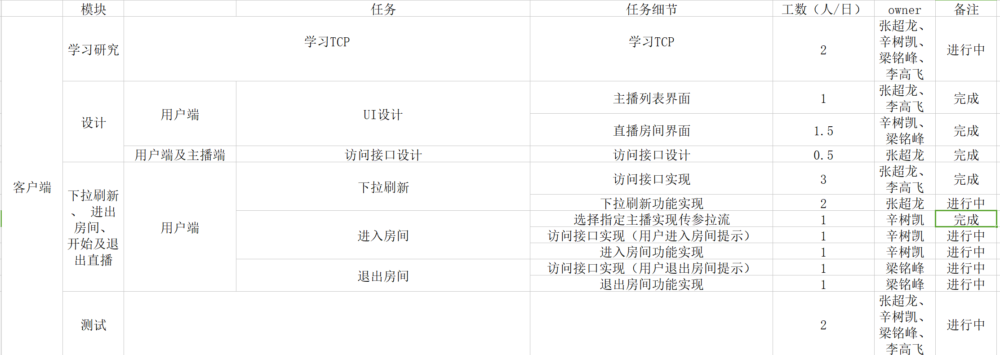 模块
任务
任务细节
工数（人/日）
owner
备注
客户端
学习研究
学习TCP
学习TCP
2
张超龙、
辛树凯、
梁铭峰、
李高飞
进行中
设计
用户端
UI设计
主播列表界面
1
张超龙、
李高飞
完成
直播房间界面
1.5
辛树凯、
梁铭峰
完成
用户端及主播端
访问接口设计
访问接口设计
0.5
张超龙
完成
下拉刷新
、 进出
房间、
开始及退
出直播
用户端
下拉刷新
访问接口实现
3
张超龙、
李高飞
完成
下拉刷新功能实现
2
张超龙
进行中
进入房间
选择指定主播实现传参拉流
1
辛树凯
完成
访问接口实现（用户进入房间提示）
1
辛树凯
进行中
进入房间功能实现
1
辛树凯
进行中
退出房间
访问接口实现（用户退出房间提示）
1
梁铭峰
进行中
退出房间功能实现
1
梁铭峰
进行中
测试
2
张超龙、
辛树凯、
梁铭峰、
李高飞
进行中